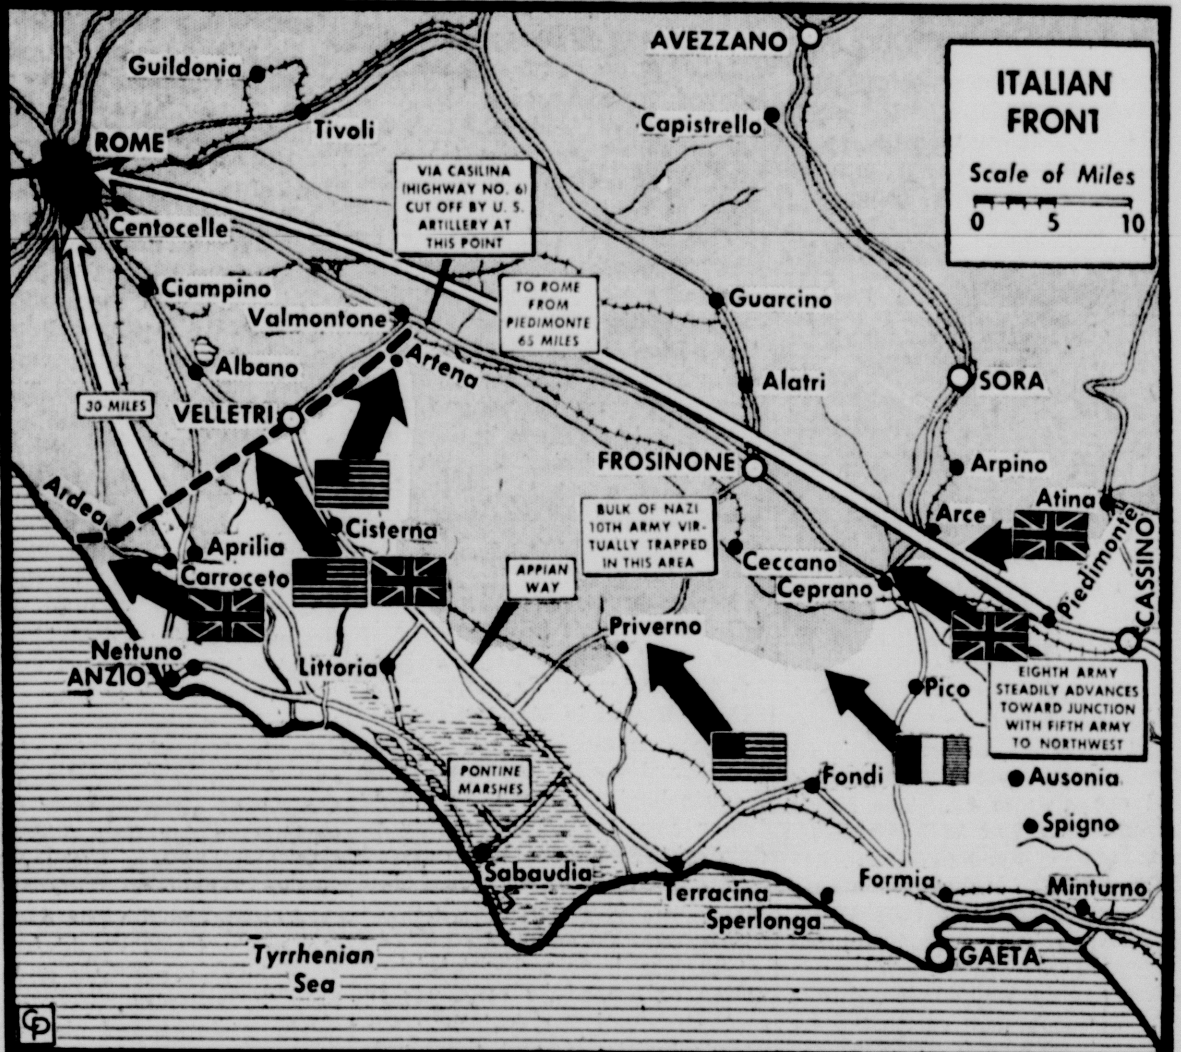 AVEZZANO
ITALIAN
FRONT
Scale of Miles
0 5 10
Guildonia
Tivoli
Capistrello
ROME
VIA CASILINA
(HIGHWAY NO. 6)
CUT OFF BY U. S.
ARTILLERY AT
THIS POINT
Centocelle
Ciampino
TO ROME
FROM
PIEDIMONTE
65 MILES
Guarcino
Valmontone
Artena
Albano
Alatri
SORA
30 MILES
VELLETRI
FROSINONE
Arpino
Ardea
Atina
BULK OF NAZI
10TH ARMY VIR-
TUALLY TRAPPED
IN THIS AREA
Arce
Piedimonte
CASSINO
Cisterna
Aprilia
Carroceto
APPIAN
WAY
Ceccano
Ceprano
Priverno
Nettuno
ANZIO
Littoria
Pico
EIGHTH ARMY
STEADILY ADVANCES
TOWARD JUNCTION
WITH FIFTH ARMY
TO NORTHWEST
PONTINE
MARSHES
Fondi
Ausonia
Spigno
Sabaudia
Terracina
Sperlonga
Formia
Minturno
GAETA
Tyrrhenian
Sea
CP